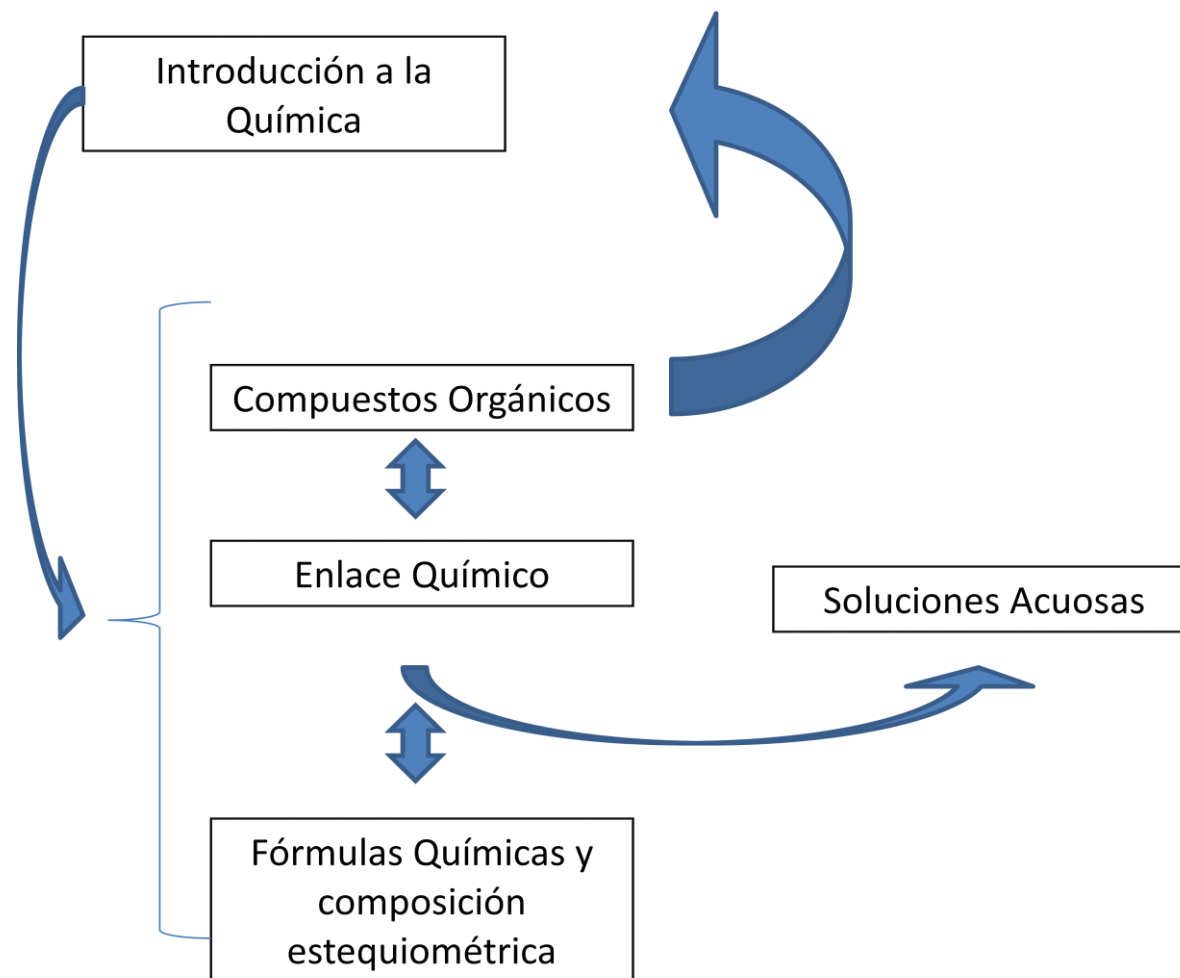 Introducción a la
Química
Compuestos Orgánicos
Enlace Químico
Soluciones Acuosas
Fórmulas Químicas y
composición
estequiométrica